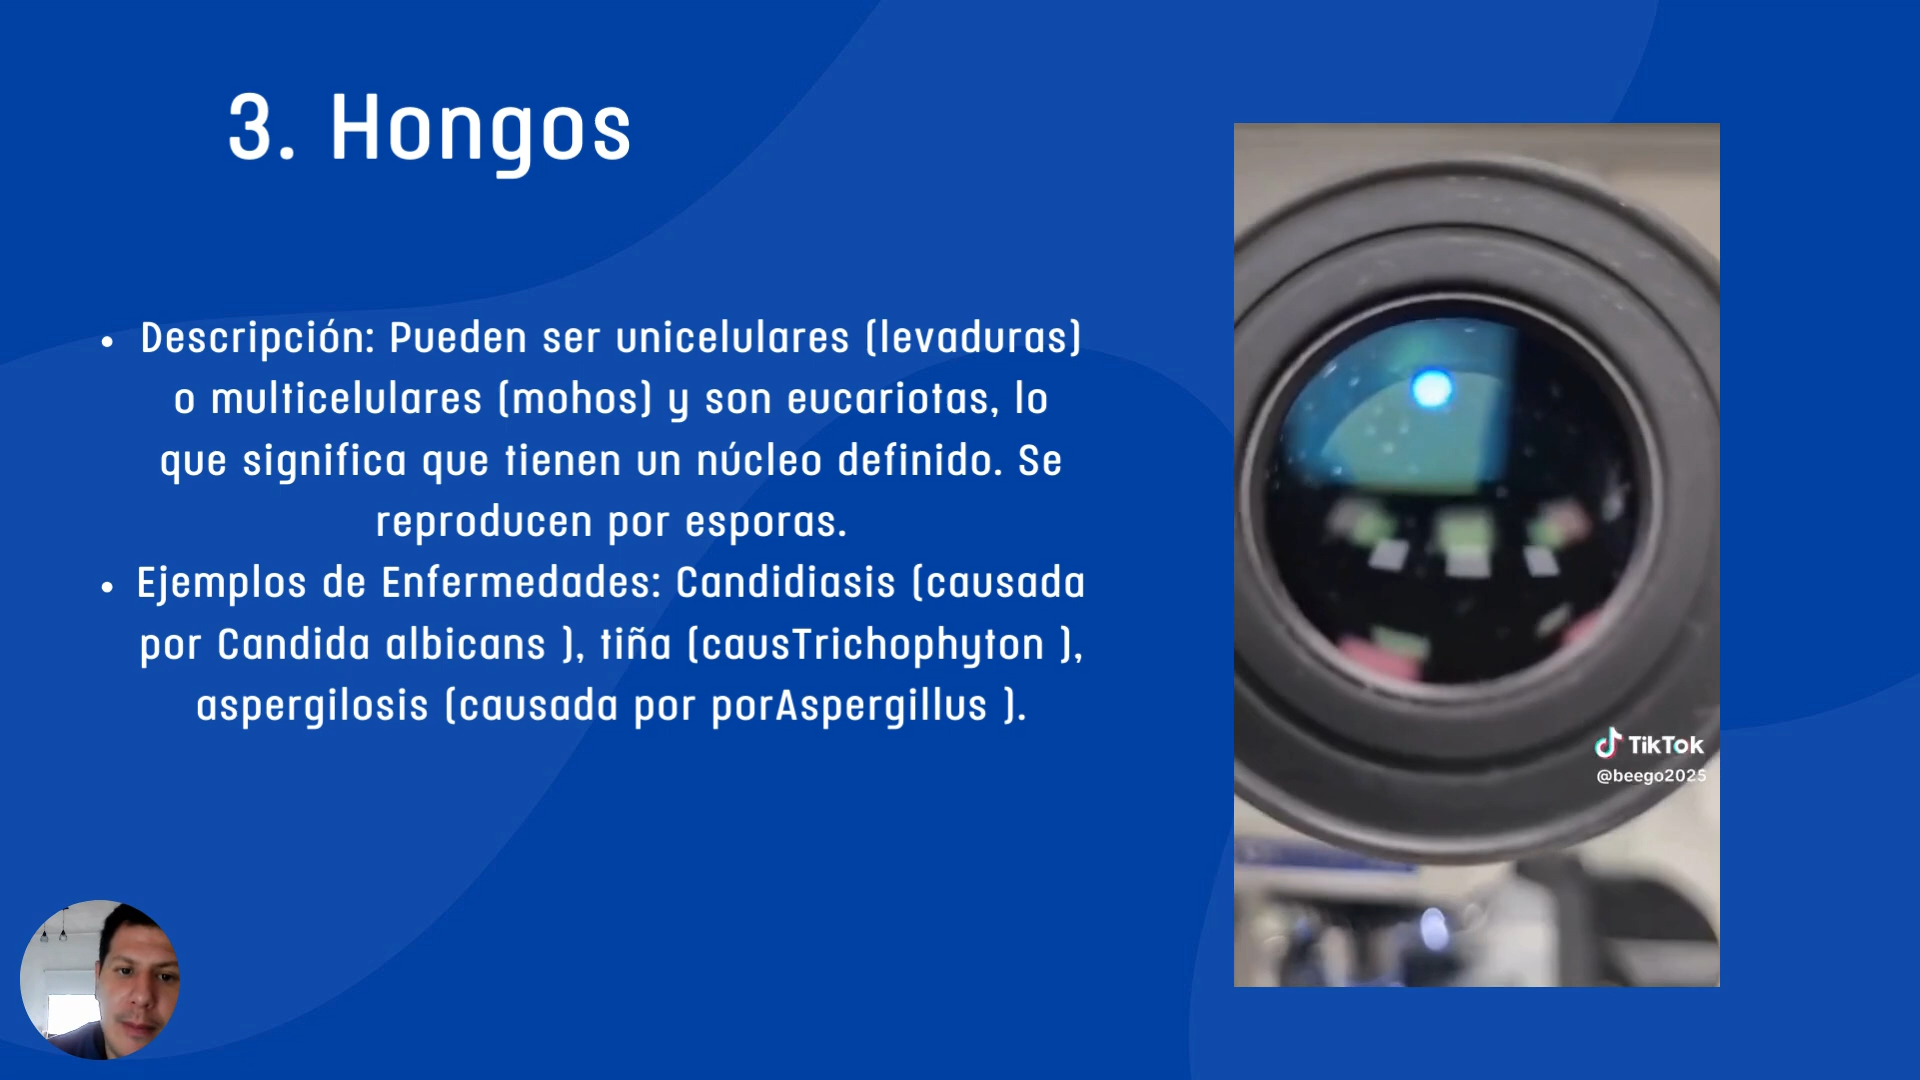 3. Hongos
• Descripción: Pueden ser unicelulares (levaduras)
o multicelulares (mohos) y son eucariotas, lo
que significa que tienen un núcleo definido. Se
reproducen por esporas.
• Ejemplos de Enfermedades: Candidiasis (causada
por Candida albicans ), tiña (causTrichophyton ),
aspergilosis (causada por porAspergillus ).
TikTok
@beego2025